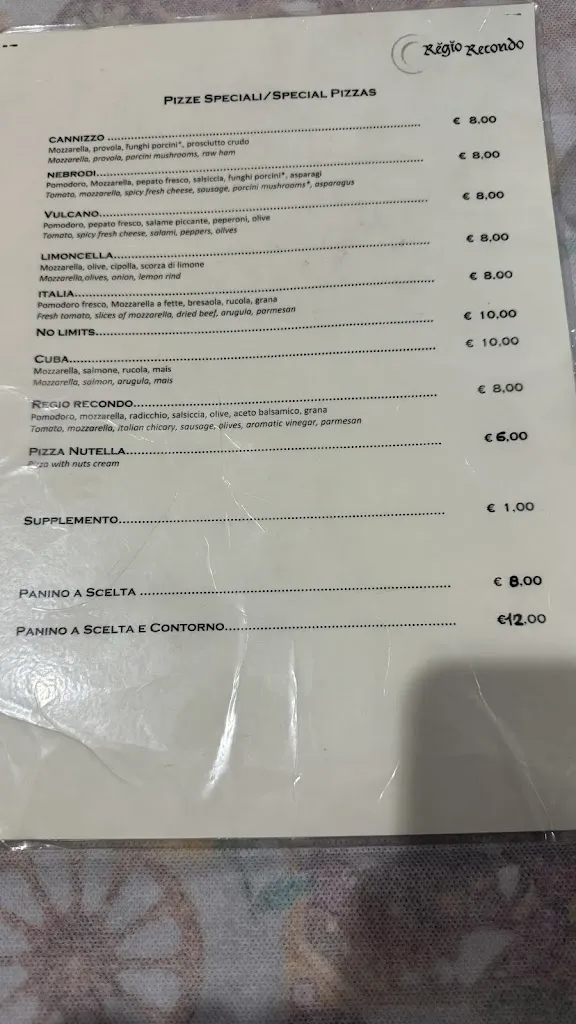 Règio Recondo
PIZZE SPECIALI/SPECIAL PIZZAS
CANNIZZO ........ € 8,00
Mozzarella, provola, funghi porcini*, prosciutto crudo
Mozzarella, provola, porcini mushrooms, raw ham
NEBRODI........ € 8,00
Pomodoro, Mozzarella, pepato fresco, salsiccia, funghi porcini*, asparagi
Tomato, mozzarella, spicy fresh cheese, sausage, porcini mushrooms*, asparagus
VULCANO........ € 8,00
Pomodoro, pepato fresco, salame piccante, peperoni, olive
Tomato, spicy fresh cheese, salami, peppers, olives
LIMONCELLA........ € 8,00
Mozzarella, olive, cipolla, scorza di limone
Mozzarella,olives, onion, lemon rind
ITALIA........ € 8,00
Pomodoro fresco, Mozzarella a fette, bresaola, rucola, grana
Fresh tomato, slices of mozzarella, dried beef, arugula, parmesan
NO LIMITS........ € 10,00
CUBA........ € 10,00
Mozzarella, salmone, rucola, mais
Mozzarella, salmon, arugula, mais
REGIO RECONDO........ € 8,00
Pomodoro, mozzarella, radicchio, salsiccia, olive, aceto balsamico, grana
Tomato, mozzarella, italian chicory, sausage, olives, aromatic vinegar, parmesan
PIZZA NUTELLA........ € 6,00
Pizza with nuts cream
SUPPLEMENTO........ € 1,00
PANINO A SCELTA ........ € 8,00
PANINO A SCELTA E CONTORNO........ €12,00